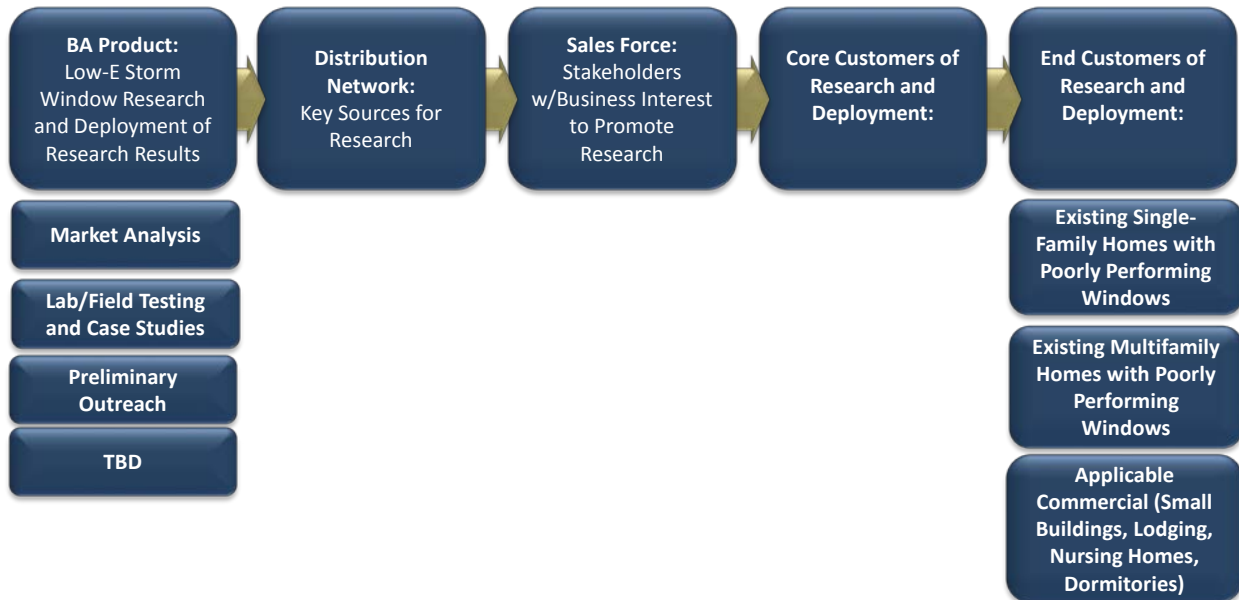 BA Product:
Low-E Storm
Window Research
and Deployment of
Research Results
Distribution
Network:
Key Sources for
Research
Sales Force:
Stakeholders
w/Business Interest
to Promote
Research
Core Customers of
Research and
Deployment:
End Customers of
Research and
Deployment:
Market Analysis
Lab/Field Testing
and Case Studies
Preliminary
Outreach
TBD
Existing Single-
Family Homes with
Poorly Performing
Windows
Existing Multifamily
Homes with Poorly
Performing
Windows
Applicable
Commercial (Small
Buildings, Lodging,
Nursing Homes,
Dormitories)